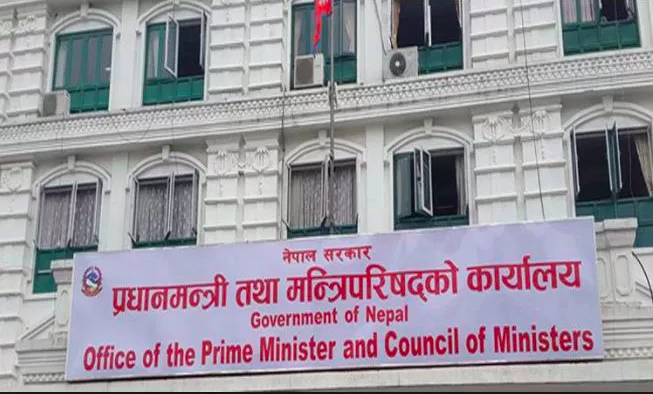 नेपाल सरकार
प्रधानमन्त्री तथा मन्त्रिपरिषद्को कार्यालय
Government of Nepal
Office of the Prime Minister and Council of Ministers